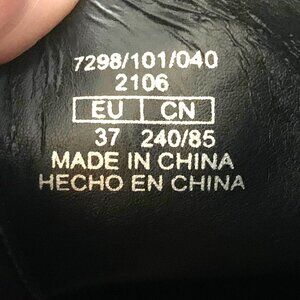 7298/101/040
2106
EU CN
37 240/85
MADE IN CHINA
HECHO EN CHINA